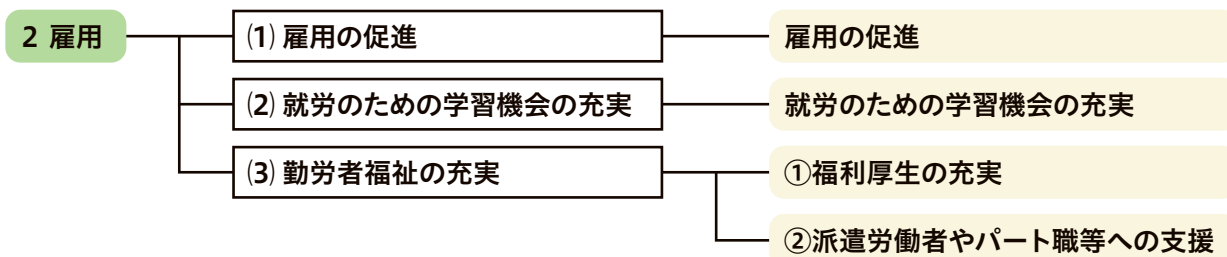 2 雇用
⑴ 雇用の促進
雇用の促進
⑵ 就労のための学習機会の充実
就労のための学習機会の充実
⑶ 勤労者福祉の充実
①福利厚生の充実
②派遣労働者やパート職等への支援